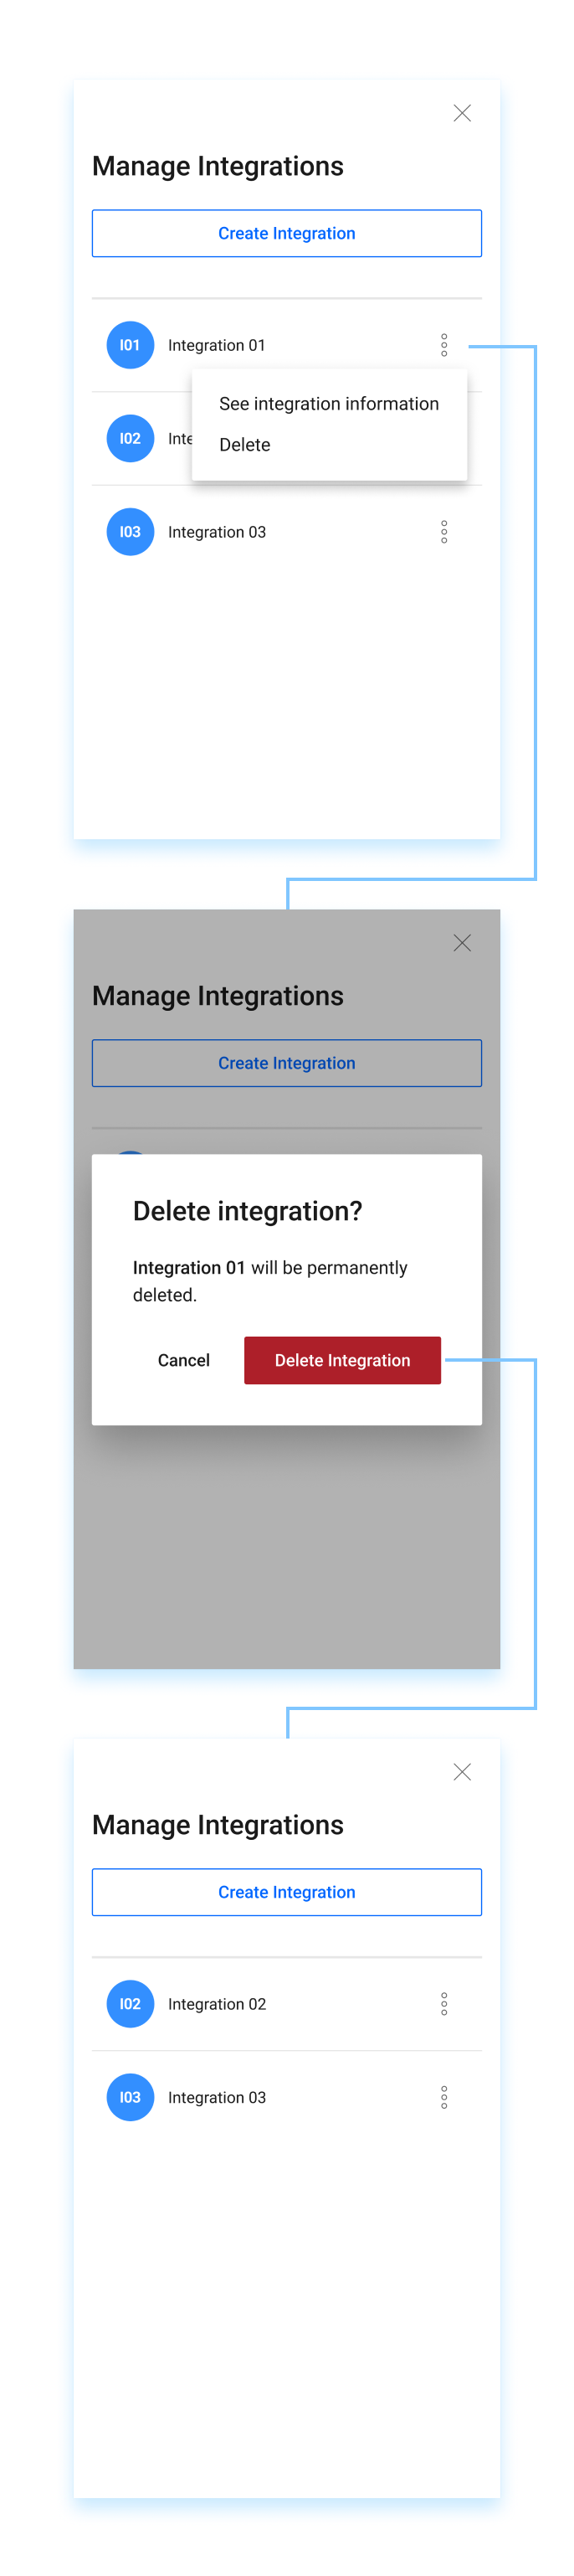 Manage Integrations
Create Integration
I01 Integration 01
See integration information
I02 Inte
Delete
I03 Integration 03
Manage Integrations
Create Integration
Delete integration?
Integration 01 will be permanently
deleted.
Cancel Delete Integration
Manage Integrations
Create Integration
I02 Integration 02
I03 Integration 03